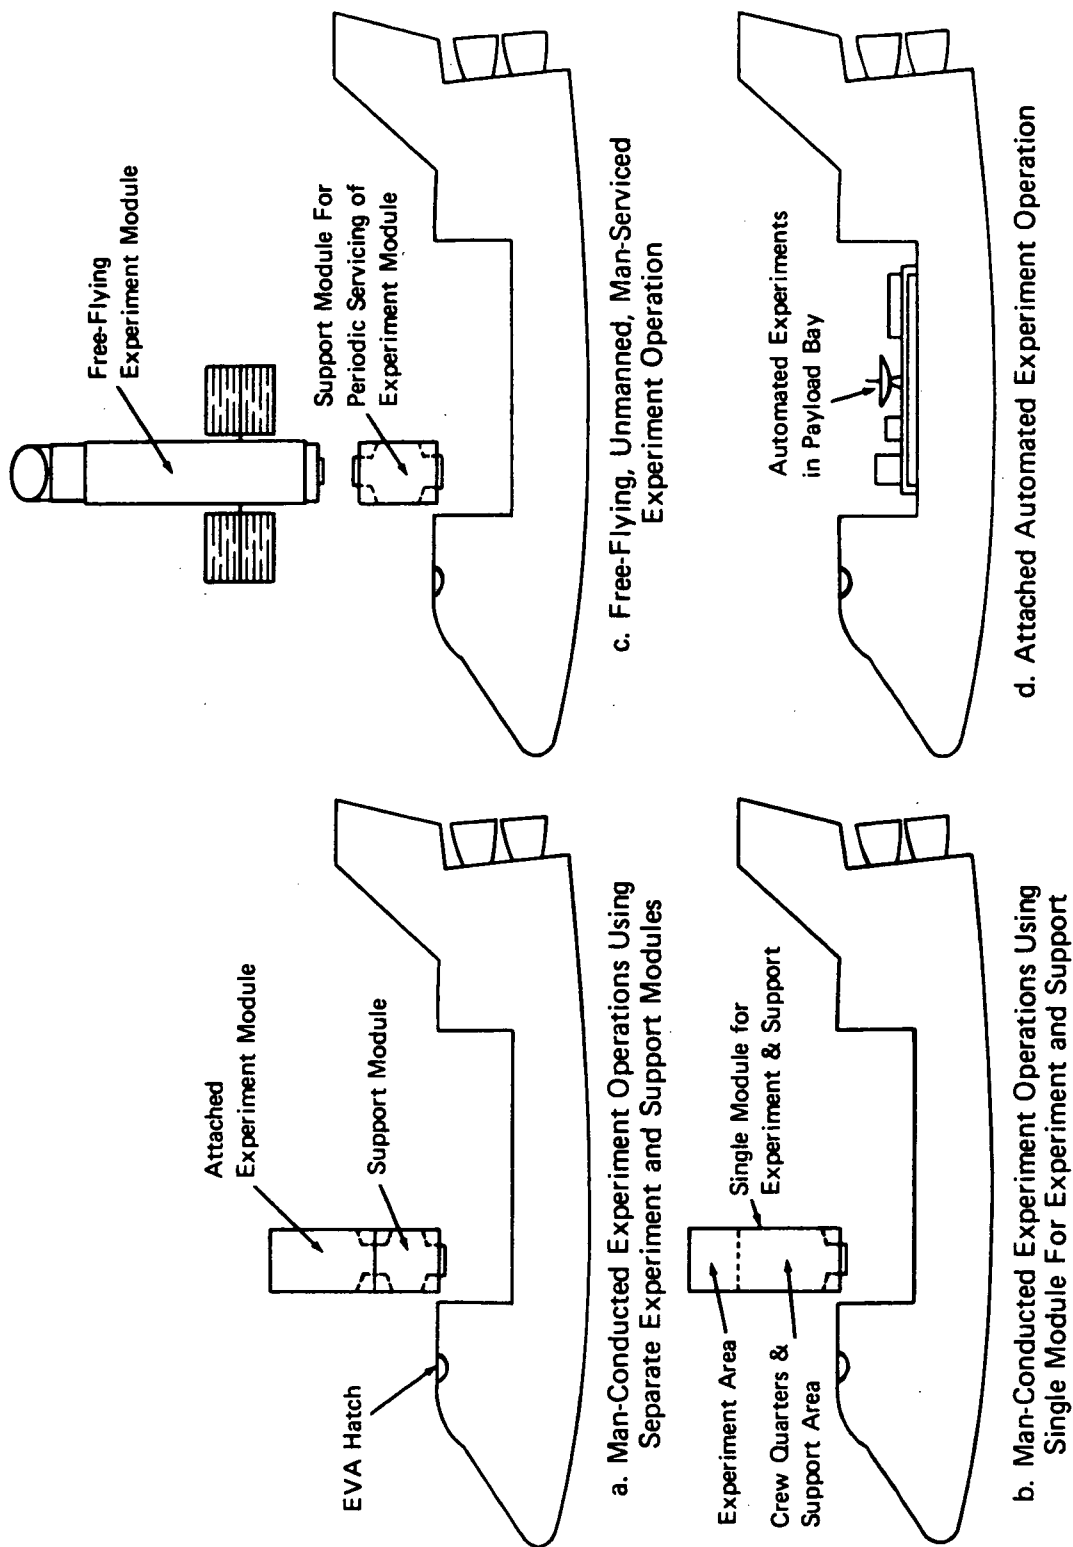 Attached
Experiment Module
Support Module
EVA Hatch
a. Man-Conducted Experiment Operations Using
Separate Experiment and Support Modules
Experiment Area
Crew Quarters &
Support Area
Single Module for
Experiment & Support
b. Man-Conducted Experiment Operations Using
Single Module For Experiment and Support
Free-Flying
Experiment Module
Support Module For
Periodic Servicing of
Experiment Module
c. Free-Flying, Unmanned, Man-Serviced
Experiment Operation
Automated Experiments
in Payload Bay
d. Attached Automated Experiment Operation